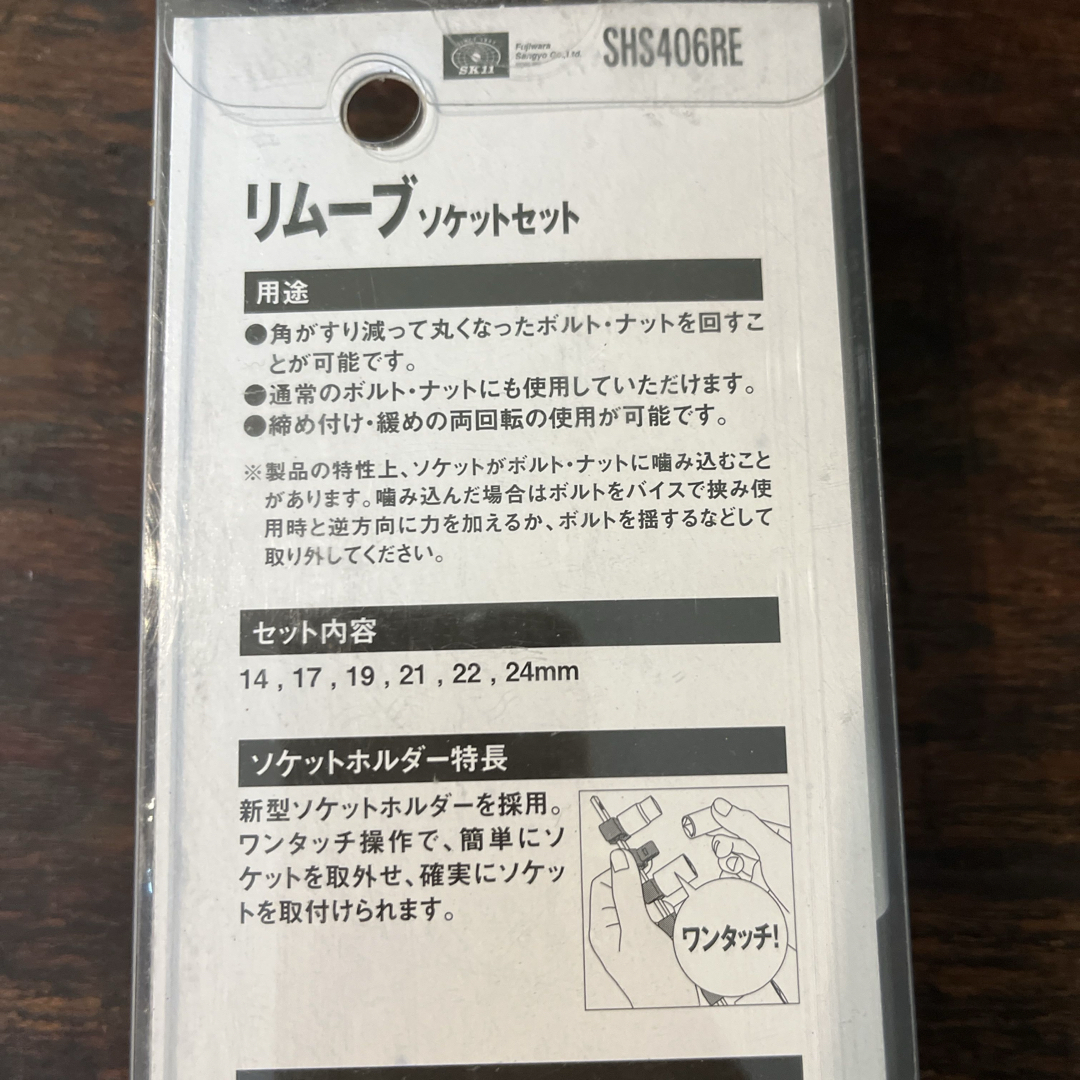 SK11
Fujiwara
Sangyo Co.,Ltd.
SHS406RE
リムーブ ソケットセット
用途
●角がすり減って丸くなったボルト・ナットを回すこ
とが可能です。
●通常のボルト・ナットにも使用していただけます。
●締め付け・緩めの両回転の使用が可能です。
※製品の特性上、ソケットがボルト・ナットに噛み込むこと
があります。噛み込んだ場合はボルトをバイスで挟み使
用時と逆方向に力を加えるか、ボルトを揺するなどして
取り外してください。
セット内容
14 , 17 , 19 , 21 , 22 , 24mm
ソケットホルダー特長
新型ソケットホルダーを採用。
ワンタッチ操作で、簡単にソ
ケットを取外せ、確実にソケッ
トを取付けられます。
ワンタッチ!